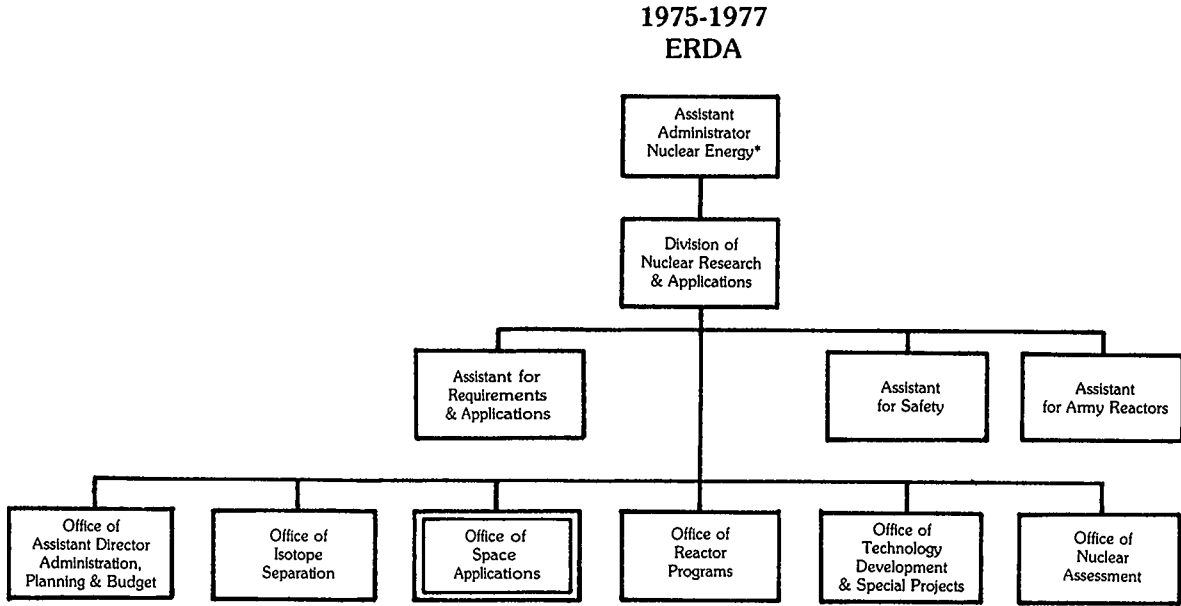 1975-1977
ERDA
Assistant
Administrator
Nuclear Energy*
Division of
Nuclear Research
& Applications
Assistant for
Requirements
& Applications
Assistant
for Safety
Assistant
for Army Reactors
Office of
Assistant Director
Administration,
Planning & Budget
Office of
Isotope
Separation
Office of
Space
Applications
Office of
Reactor
Programs
Office of
Technology
Development
& Special Projects
Office of
Nuclear
Assessment